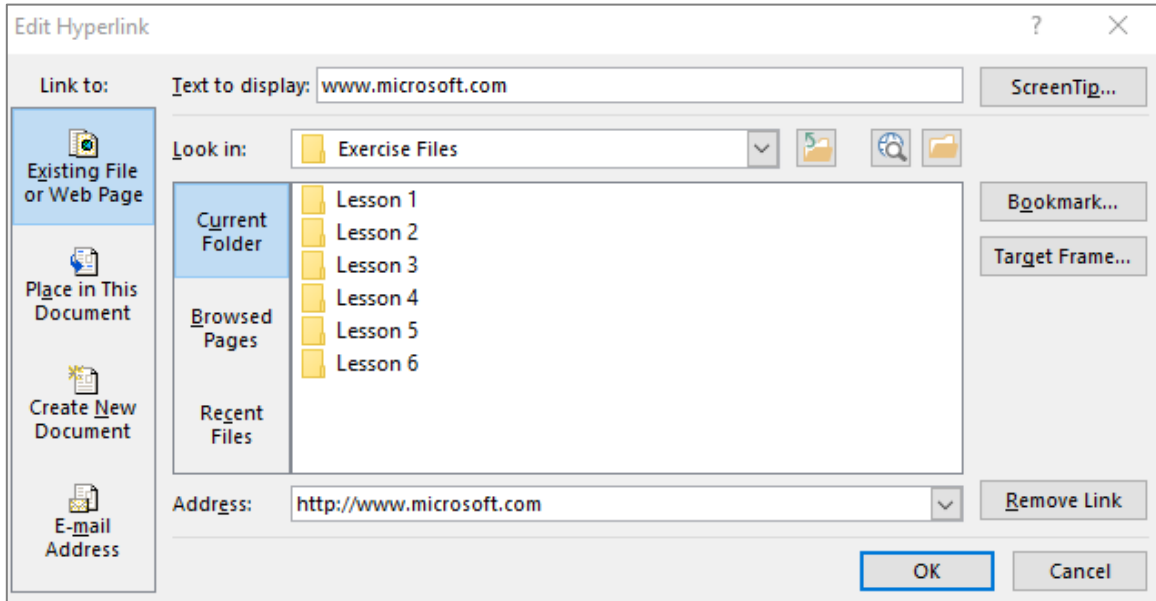 Edit Hyperlink
?
Link to:
Text to display:
www.microsoft.com
ScreenTip...
Existing File
or Web Page
Place in This
Document
Create New
Document
E-mail
Address
Look in:
Exercise Files
Current
Folder
Browsed
Pages
Recent
Files
Lesson 1
Lesson 2
Lesson 3
Lesson 4
Lesson 5
Lesson 6
Bookmark...
Target Frame...
Address:
http://www.microsoft.com
Remove Link
OK
Cancel